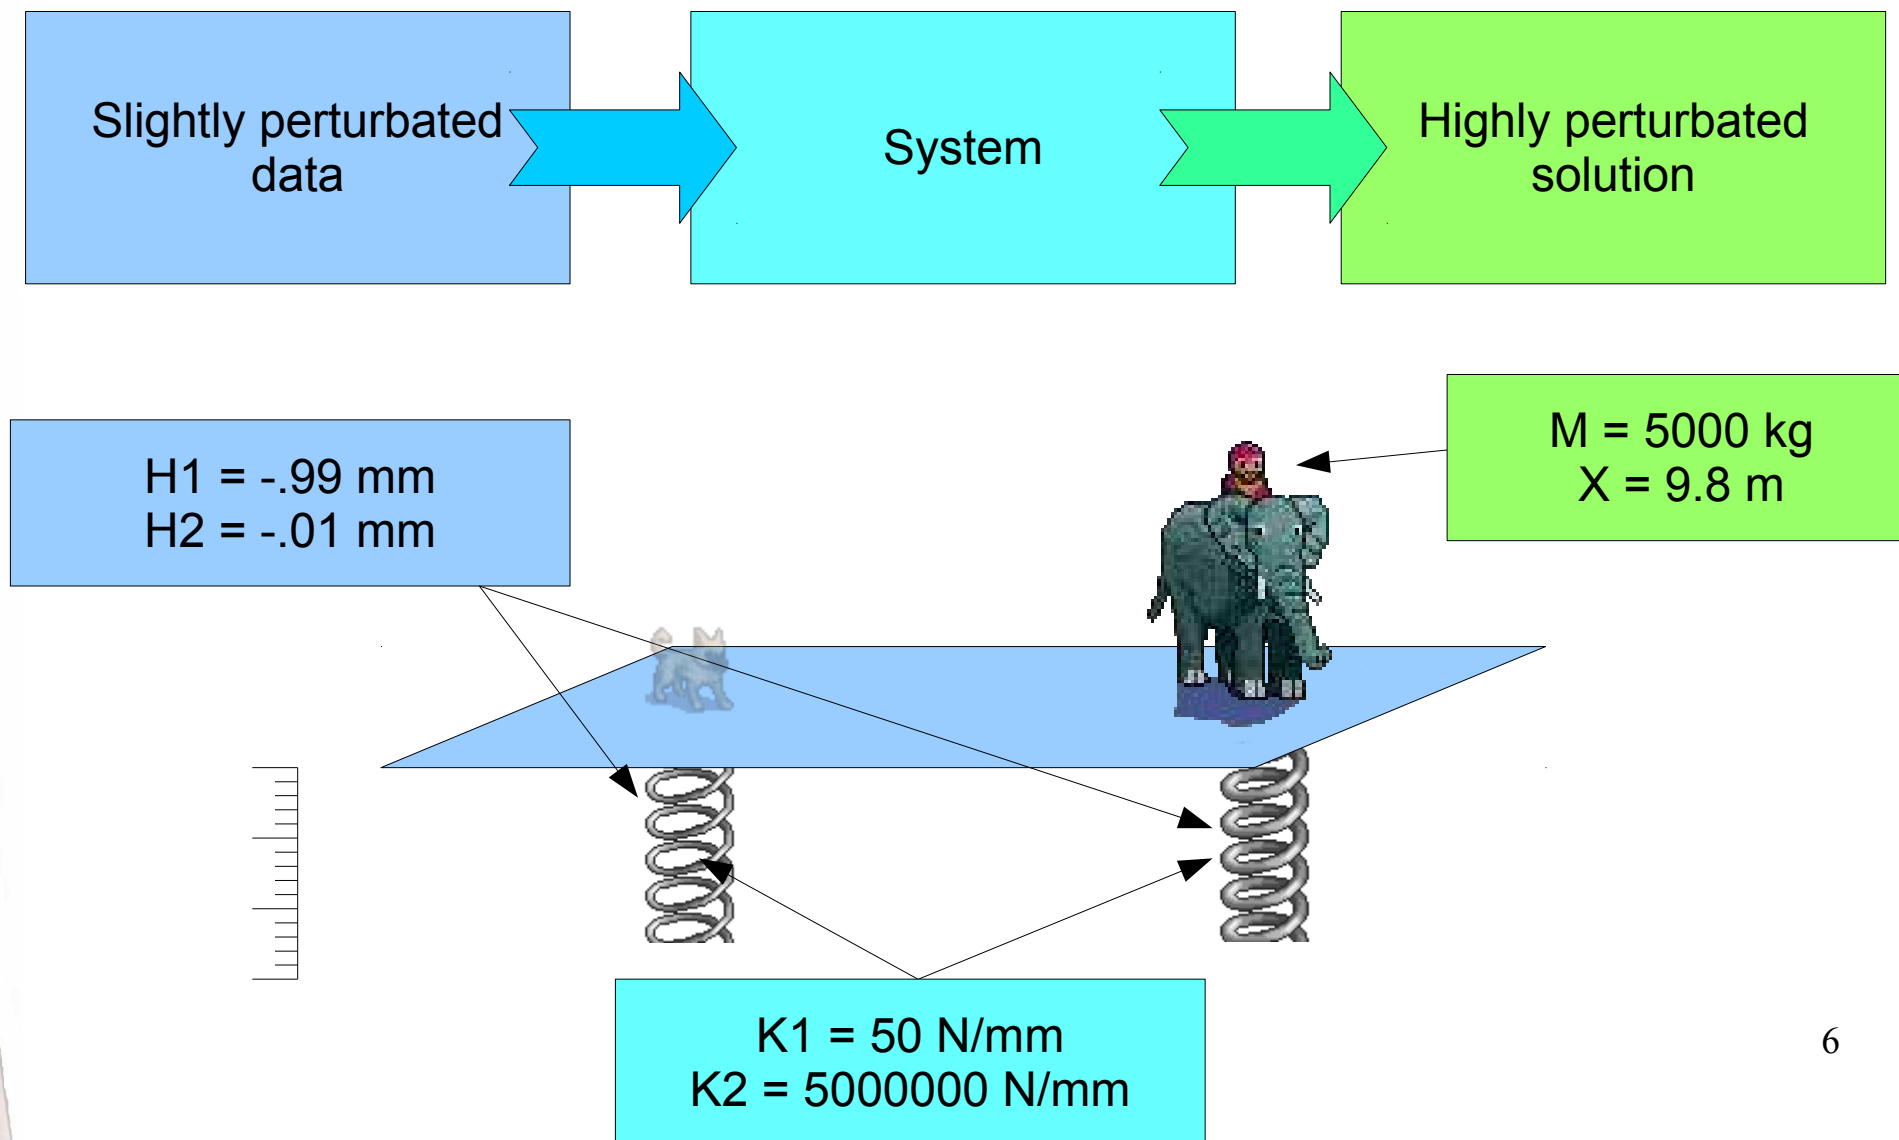 Slightly perturbated
data
System
Highly perturbated
solution
H1 = -.99 mm
H2 = -.01 mm
M = 5000 kg
X = 9.8 m
K1 = 50 N/mm
K2 = 5000000 N/mm
6